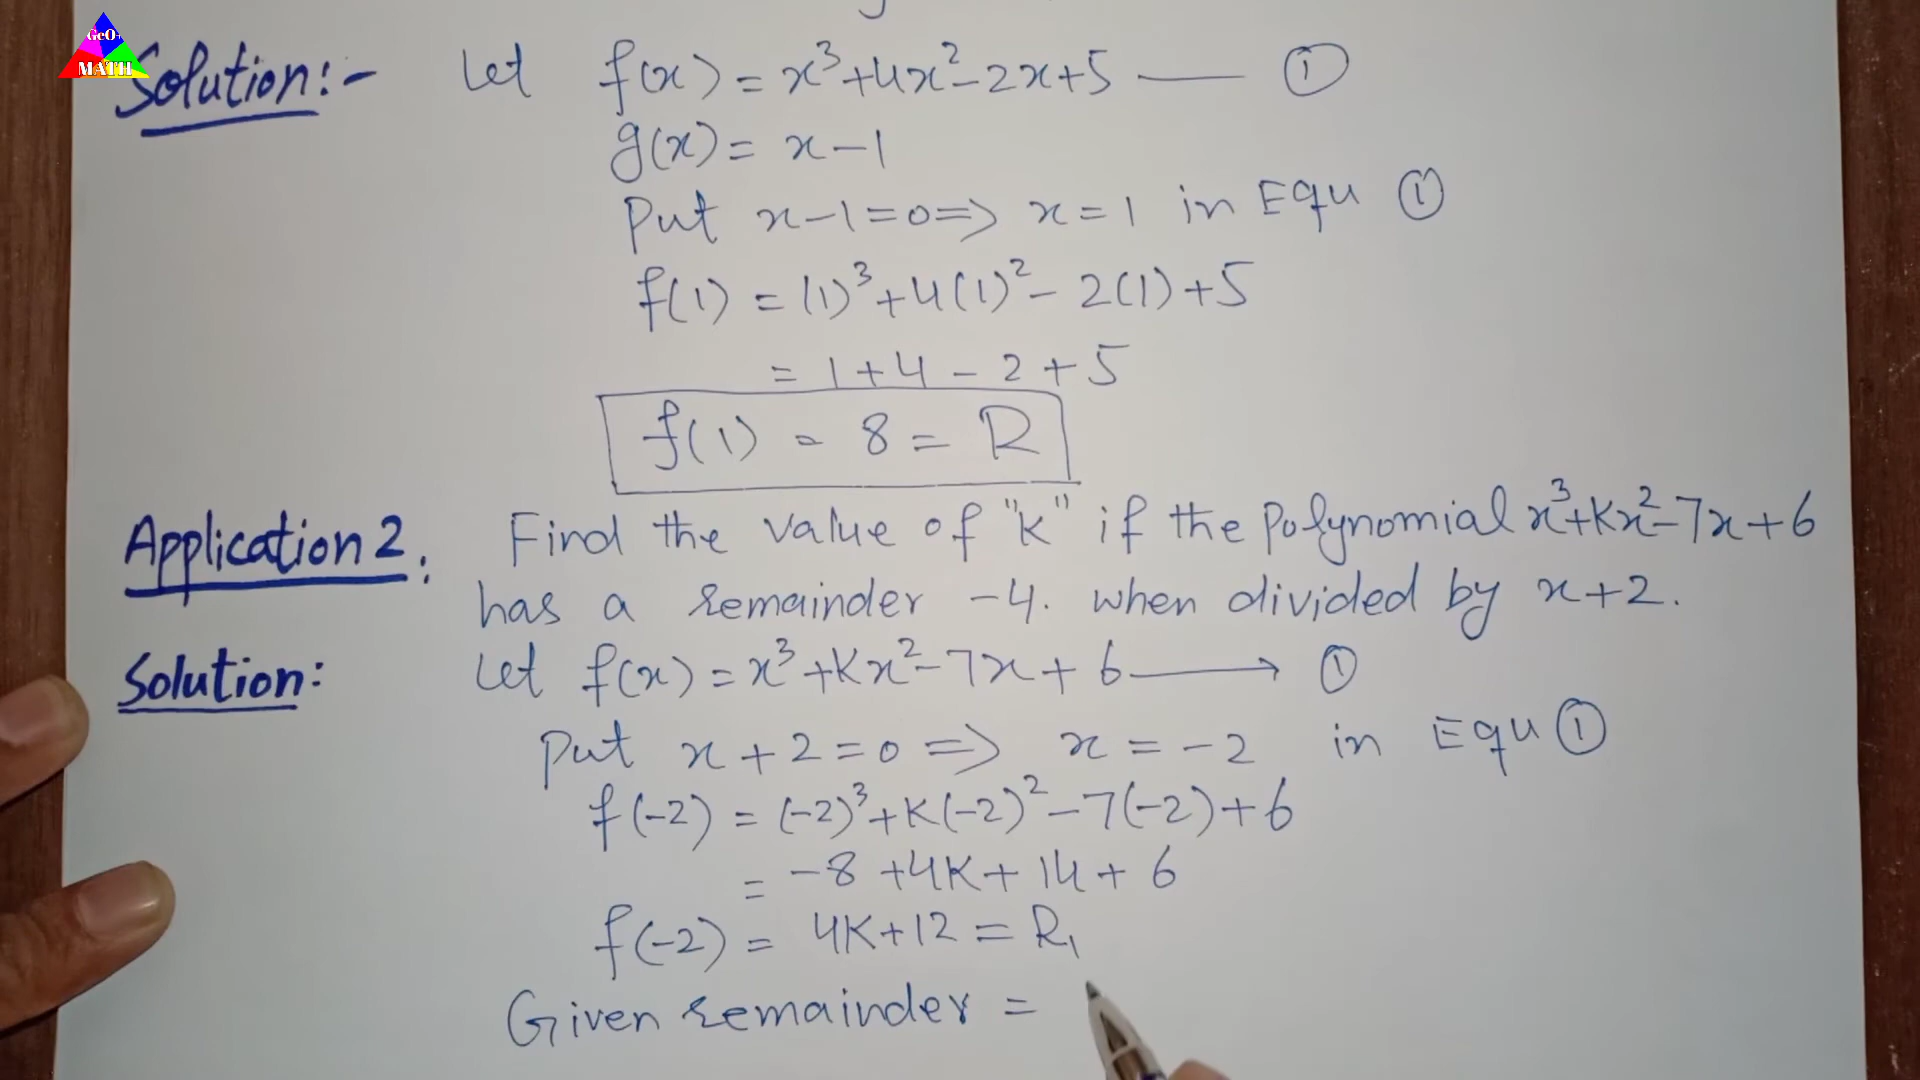 GeO+
MATH
Solution:- Let f(x) = x³+4x²-2x+5 —— ①
g(x) = x-1
Put x-1=0 => x=1 in Equ ①
f(1) = (1)³+4(1)²-2(1)+5
= 1+4-2+5
f(1) = 8 = R
Application 2: Find the value of "K" if the polynomial x³+Kx²-7x+6
has a remainder -4. when divided by x+2.
Solution: Let f(x) = x³+Kx²-7x+6 ——> ①
Put x+2=0 => x=-2 in Equ ①
f(-2) = (-2)³+K(-2)²-7(-2)+6
= -8+4K+14+6
f(-2) = 4K+12 = R₁
Given remainder =